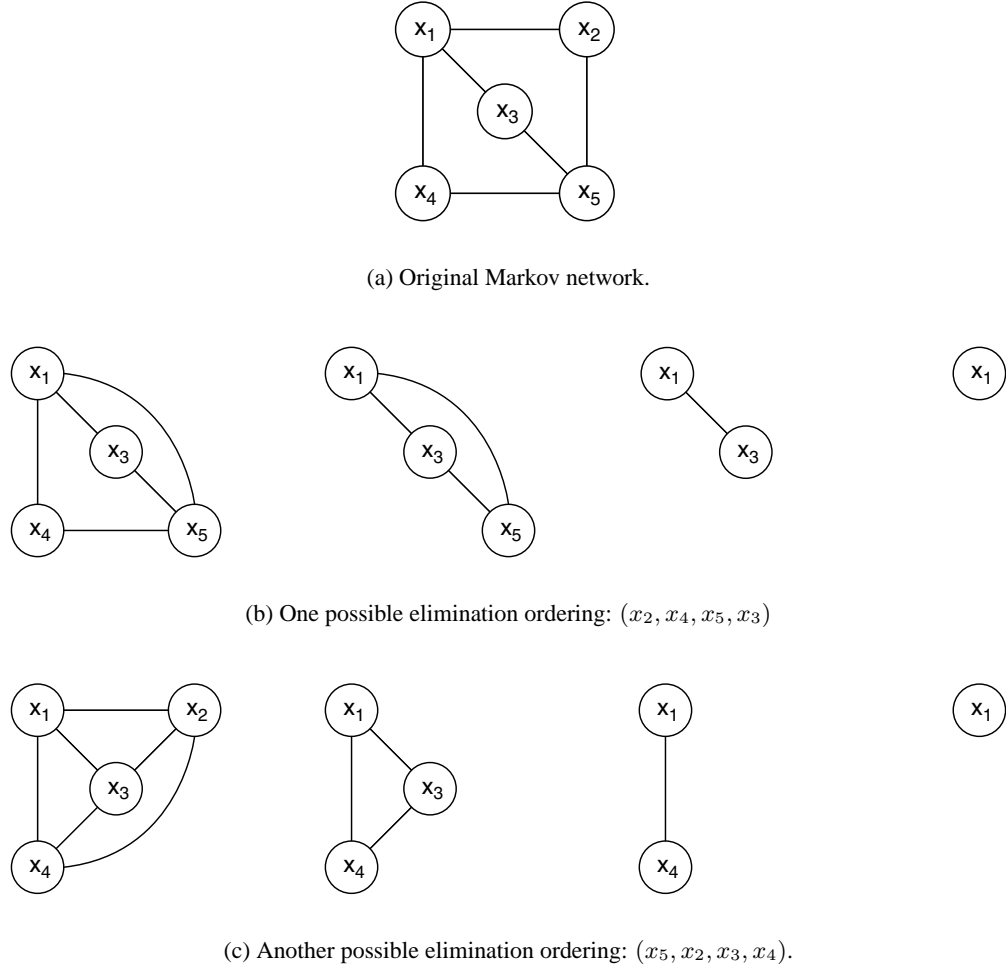 x₁ x₂
x₃
x₄ x₅
(a) Original Markov network.
x₁ x₁ x₁ x₁
x₃ x₃ x₃
x₄ x₅ x₅
(b) One possible elimination ordering: (x₂, x₄, x₅, x₃)
x₁ x₂ x₁ x₁ x₁
x₃ x₃
x₄ x₄ x₄
(c) Another possible elimination ordering: (x₅, x₂, x₃, x₄).